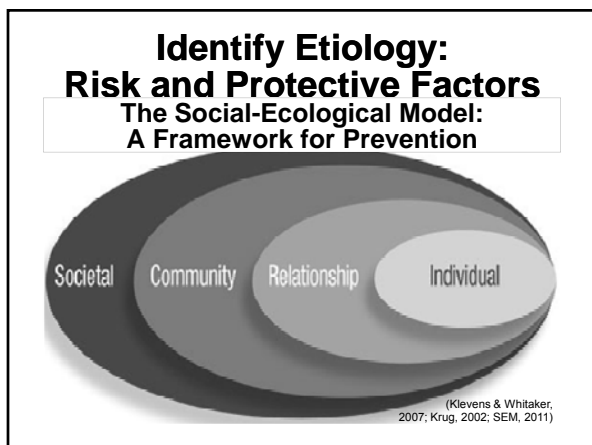 Identify Etiology:
Risk and Protective Factors
The Social-Ecological Model:
A Framework for Prevention
Societal Community Relationship Individual
(Klevens & Whitaker,
2007; Krug, 2002; SEM, 2011)